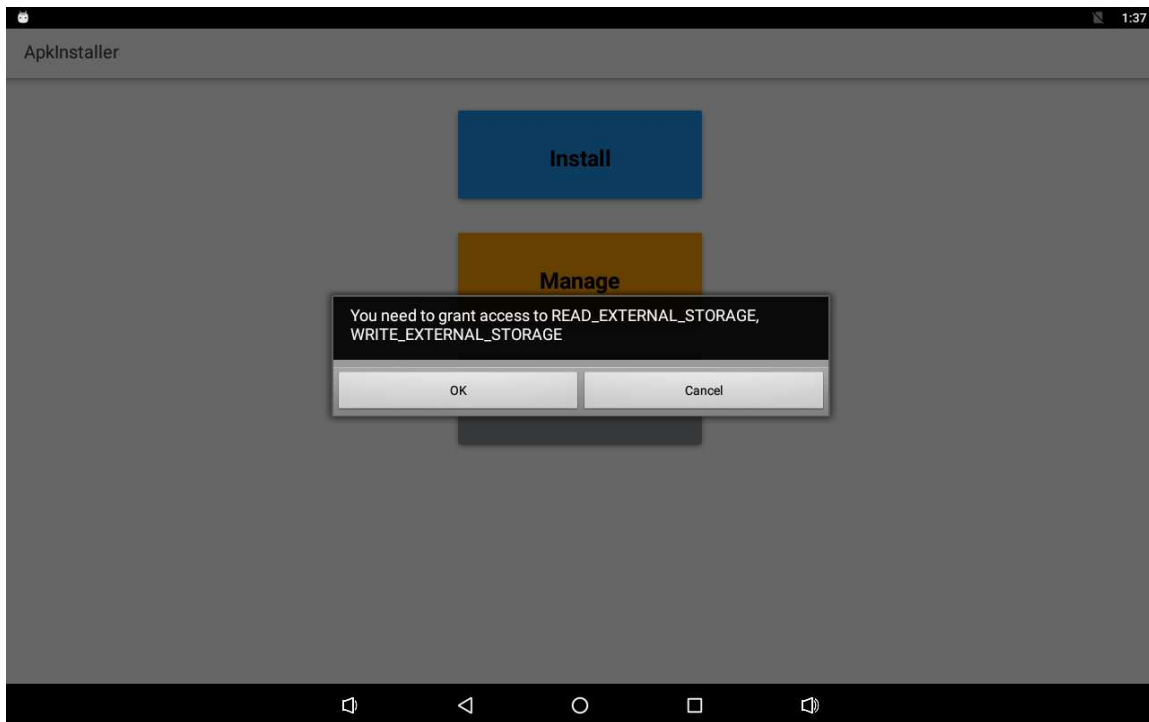 1:37
ApkInstaller
Install
Manage
You need to grant access to READ_EXTERNAL_STORAGE,
WRITE_EXTERNAL_STORAGE
OK
Cancel